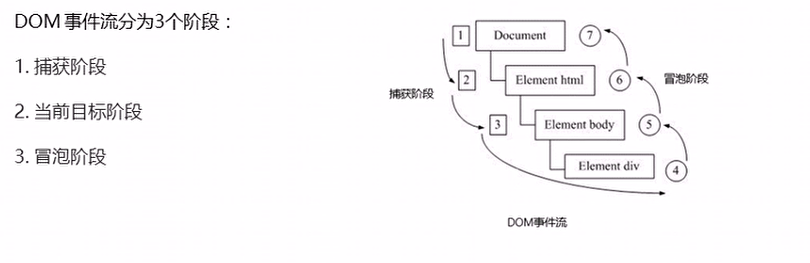 DOM 事件流分为3个阶段：
1. 捕获阶段
2. 当前目标阶段
3. 冒泡阶段
1
Document
7
2
Element html
6
捕获阶段
冒泡阶段
3
Element body
5
Element div
4
DOM事件流